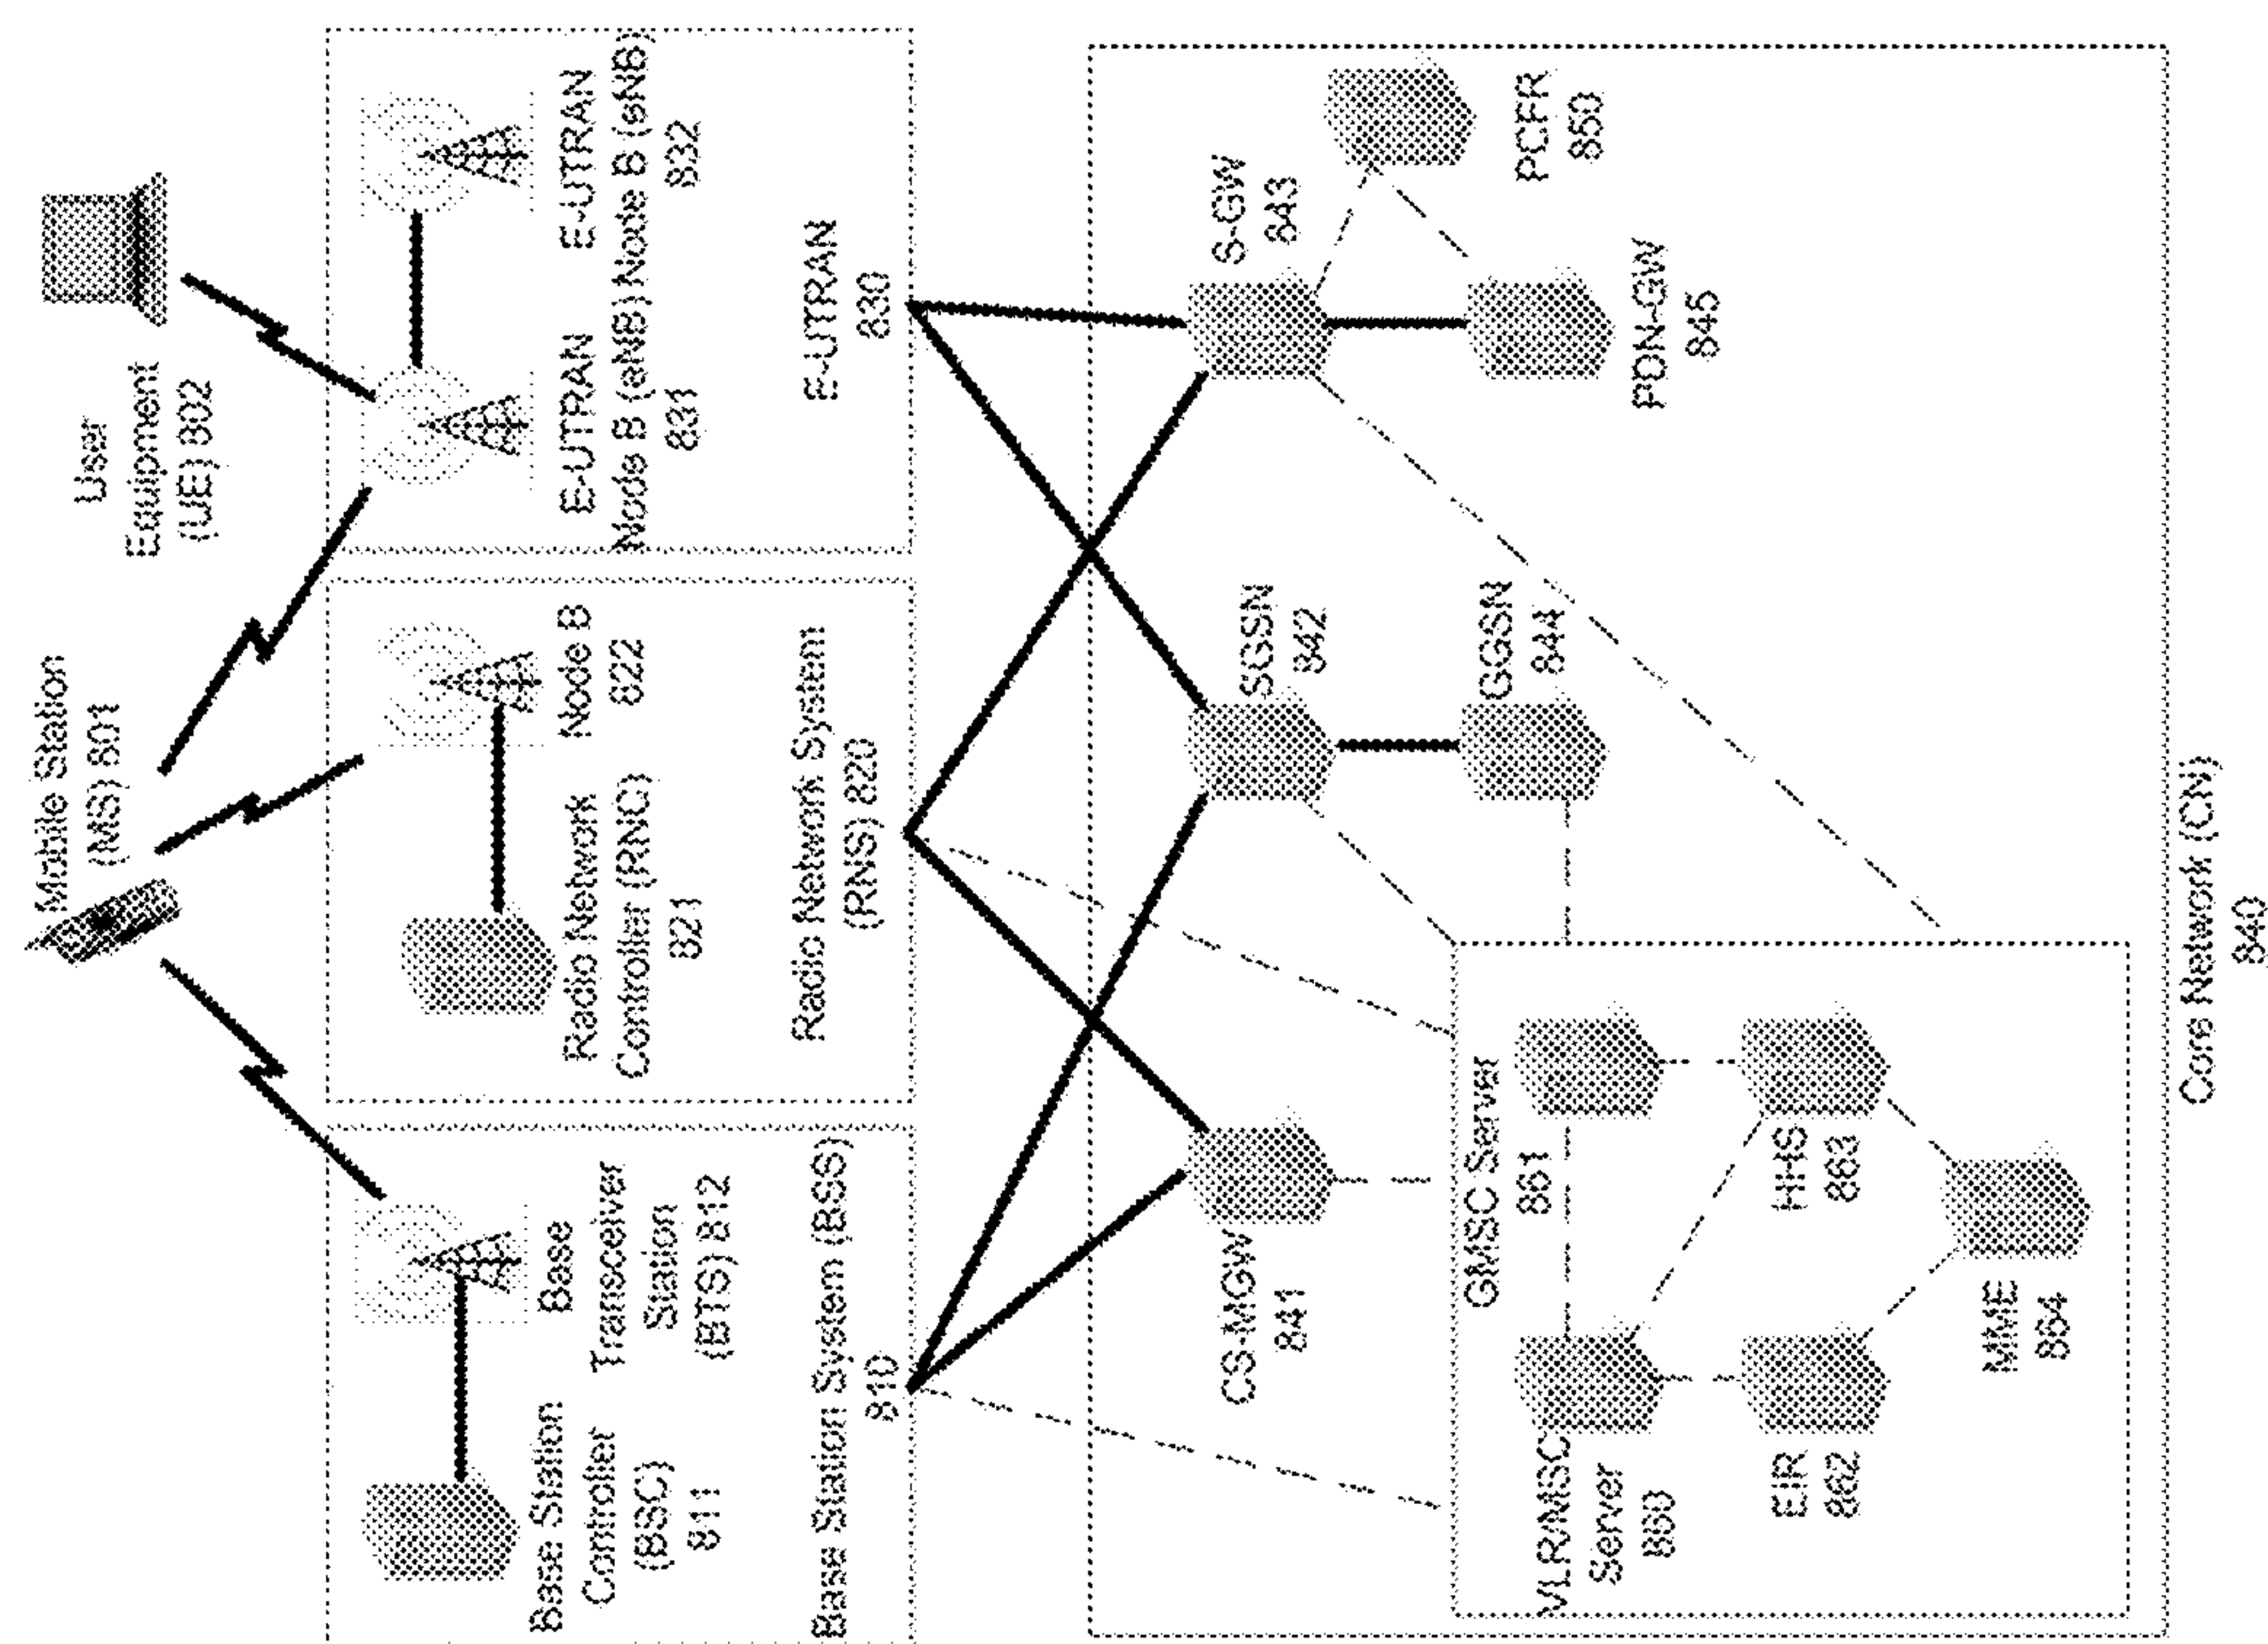 Mobile Station
(MS) 801
User
Equipment
(UE) 802
Base Station
Controller
(BSC)
811
Base
Transceiver
Station
(BTS) 812
Base Station System (BSS)
810
Radio Network
Controller (RNC)
821
Node B
822
Radio Network System
(RNS) 820
E-UTRAN
Node B (eNB)
831
E-UTRAN
Node B (eNB)
832
E-UTRAN
830
CS-MGW
841
SGSN
842
S-GW
843
GGSN
844
PDN-GW
845
PCFR
850
VLR/MSC
Server
860
GMSC Server
861
EIR
862
HHS
863
MME
864
Core Network (CN)
840